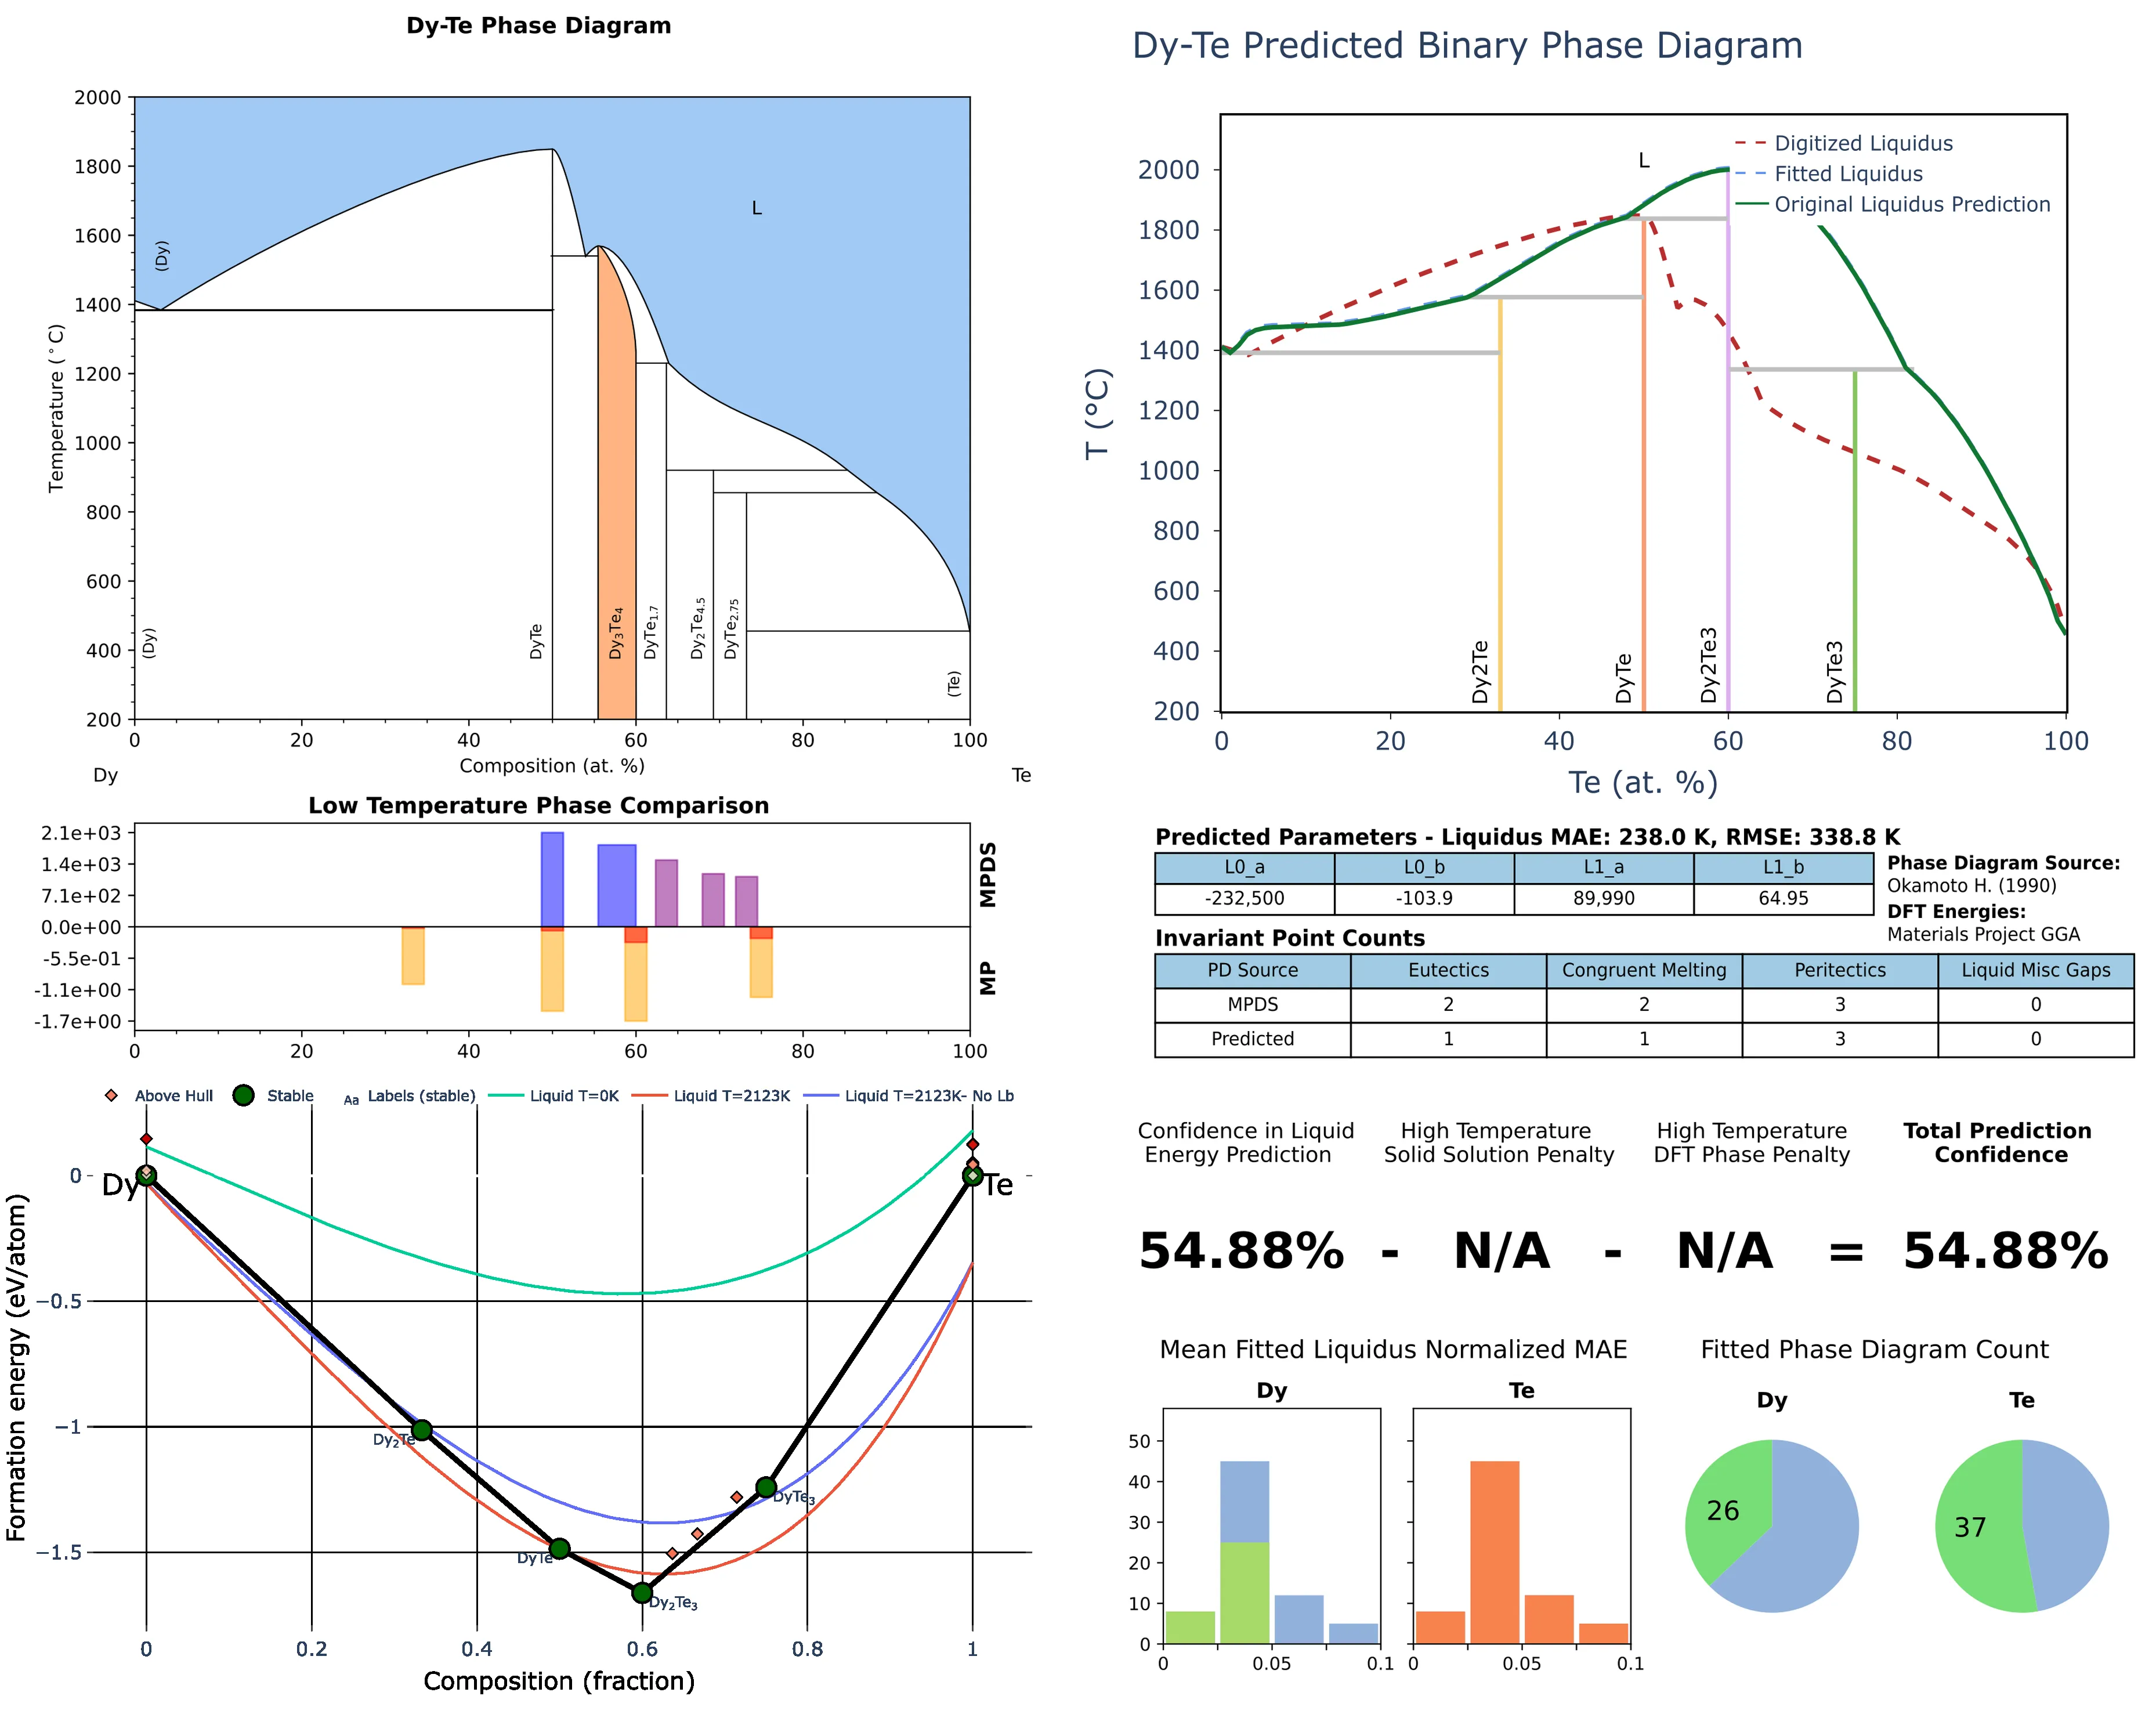 Dy-Te Phase Diagram
2000
1800
1600
1400
1200
1000
800
600
400
200
Temperature (°C)
(Dy)
(Dy)
L
DyTe
Dy₃Te₄
DyTe₁.₇
Dy₂Te₄.₅
DyTe₂.₇₅
(Te)
0 20 40 60 80 100
Composition (at. %)
Dy Te
Low Temperature Phase Comparison
2.1e+03
1.4e+03
7.1e+02
0.0e+00
-5.5e-01
-1.1e+00
-1.7e+00
MPDS
MP
0 20 40 60 80 100
Above Hull Stable Aa Labels (stable) Liquid T=0K Liquid T=2123K Liquid T=2123K- No Lb
0
−0.5
−1
−1.5
Formation energy (eV/atom)
Dy
Te
Dy₂Te
DyTe
Dy₂Te₃
DyTe₃
0 0.2 0.4 0.6 0.8 1
Composition (fraction)
Dy-Te Predicted Binary Phase Diagram
Digitized Liquidus
Fitted Liquidus
Original Liquidus Prediction
L
2000
1800
1600
1400
1200
1000
800
600
400
200
T (°C)
Dy2Te
DyTe
Dy2Te3
DyTe3
0 20 40 60 80 100
Te (at. %)
Predicted Parameters - Liquidus MAE: 238.0 K, RMSE: 338.8 K
L0_a L0_b L1_a L1_b
-232,500 -103.9 89,990 64.95
Phase Diagram Source:
Okamoto H. (1990)
DFT Energies:
Materials Project GGA
Invariant Point Counts
PD Source Eutectics Congruent Melting Peritectics Liquid Misc Gaps
MPDS 2 2 3 0
Predicted 1 1 3 0
Confidence in Liquid
Energy Prediction
High Temperature
Solid Solution Penalty
High Temperature
DFT Phase Penalty
Total Prediction
Confidence
54.88% - N/A - N/A = 54.88%
Mean Fitted Liquidus Normalized MAE
Dy Te
50
40
30
20
10
0
0 0.05 0.1
0 0.05 0.1
Fitted Phase Diagram Count
Dy Te
26
37